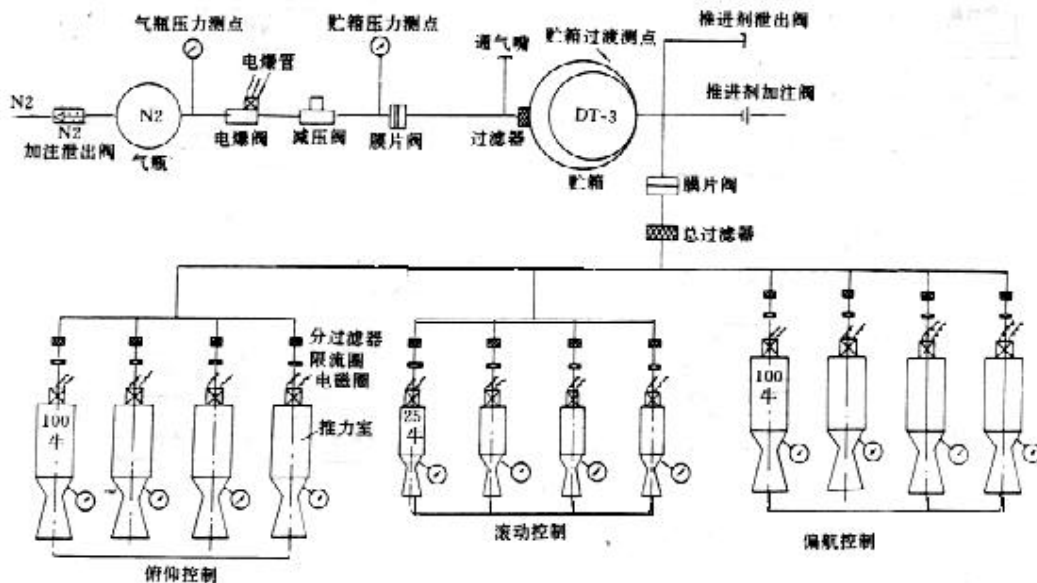 气瓶压力测点
贮箱压力测点
通气嘴
贮箱过渡测点
推进剂泄出阀
电爆管
N2
N2
DT-3
推进剂加注阀
N2
加注泄出阀
气瓶
电爆阀
减压阀
膜片阀
过滤器
贮箱
膜片阀
总过滤器
分过滤器
限流圈
电磁圈
100
牛
推力室
25
牛
100
牛
俯仰控制
滚动控制
偏航控制